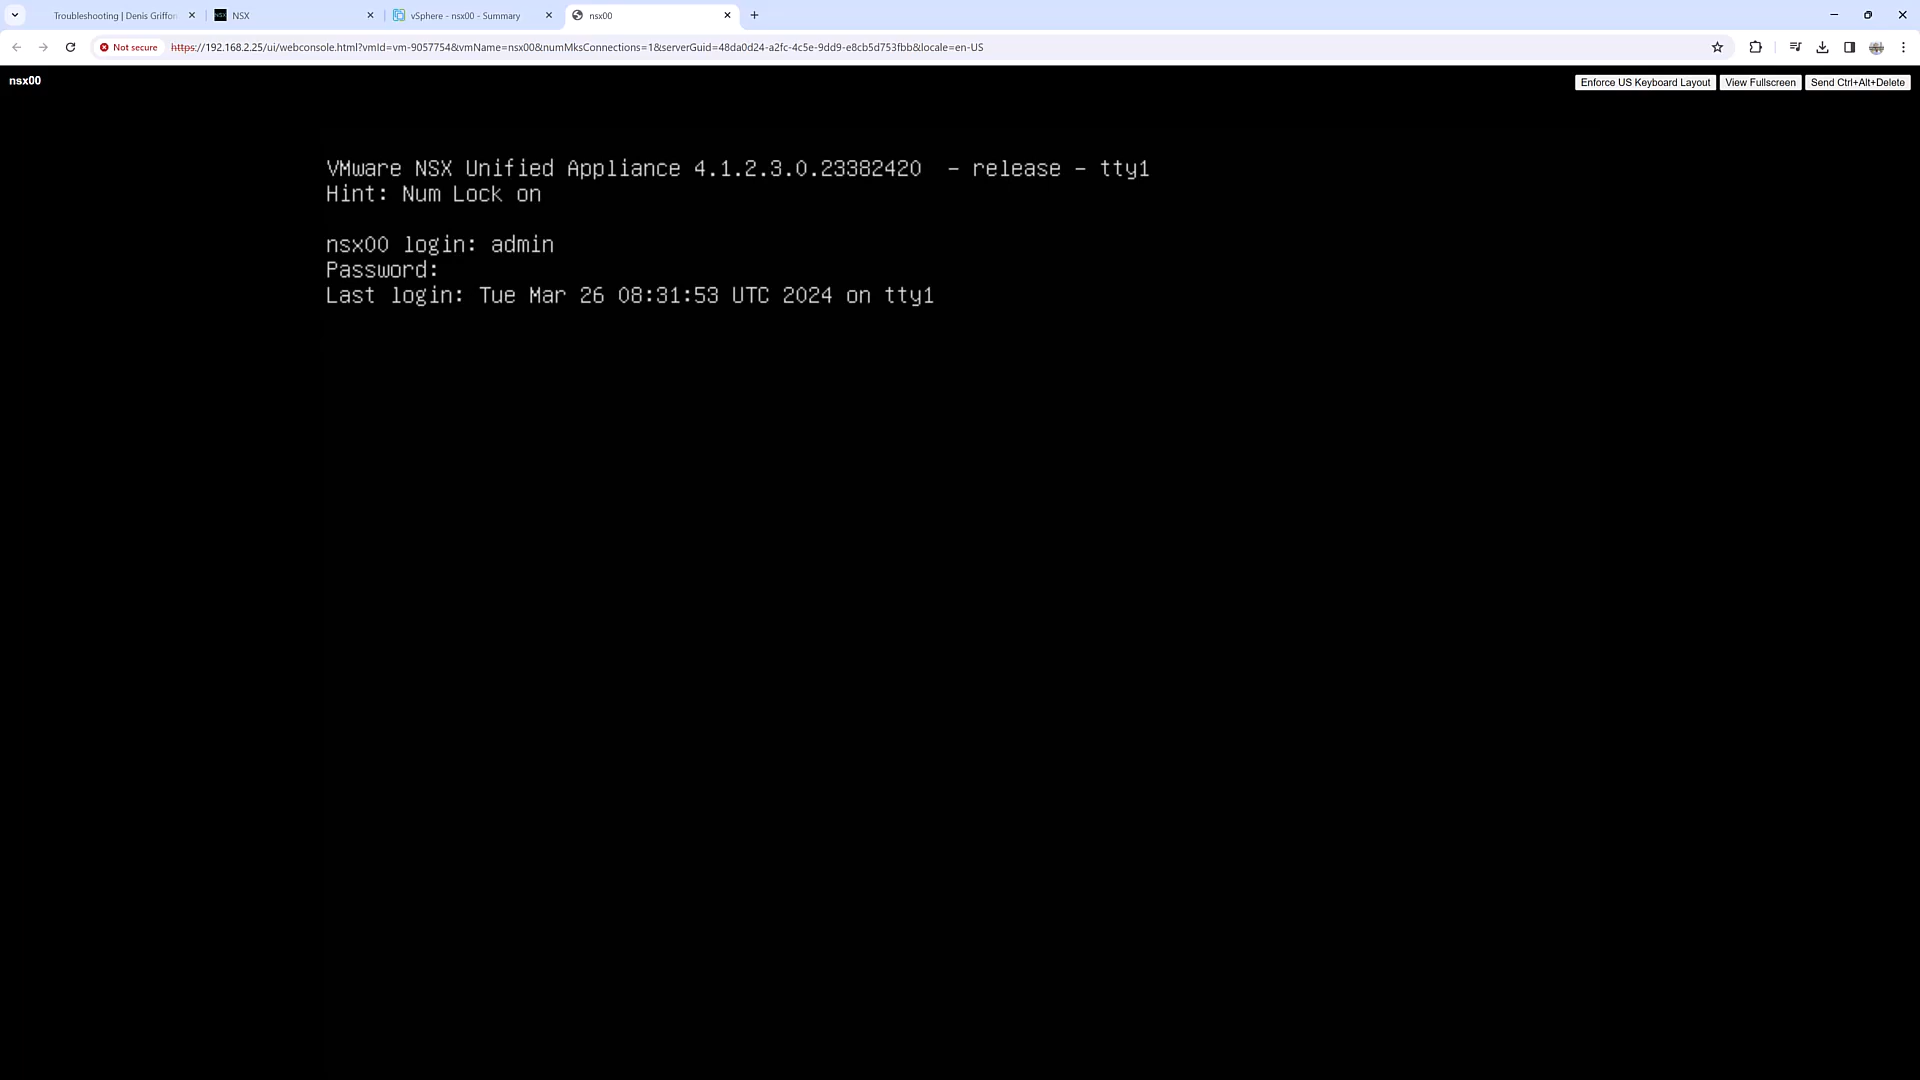 Troubleshooting | Denis Griffon
NSX
NSX
vSphere - nsx00 - Summary
nsx00
Not secure
https://192.168.2.25/ui/webconsole.html?vmId=vm-9057754&vmName=nsx00&numMksConnections=1&serverGuid=48da0d24-a2fc-4c5e-9dd9-e8cb5d753fbb&locale=en-US
nsx00
Enforce US Keyboard Layout
View Fullscreen
Send Ctrl+Alt+Delete
VMware NSX Unified Appliance 4.1.2.3.0.23382420  - release - tty1
Hint: Num Lock on
nsx00 login: admin
Password:
Last login: Tue Mar 26 08:31:53 UTC 2024 on tty1